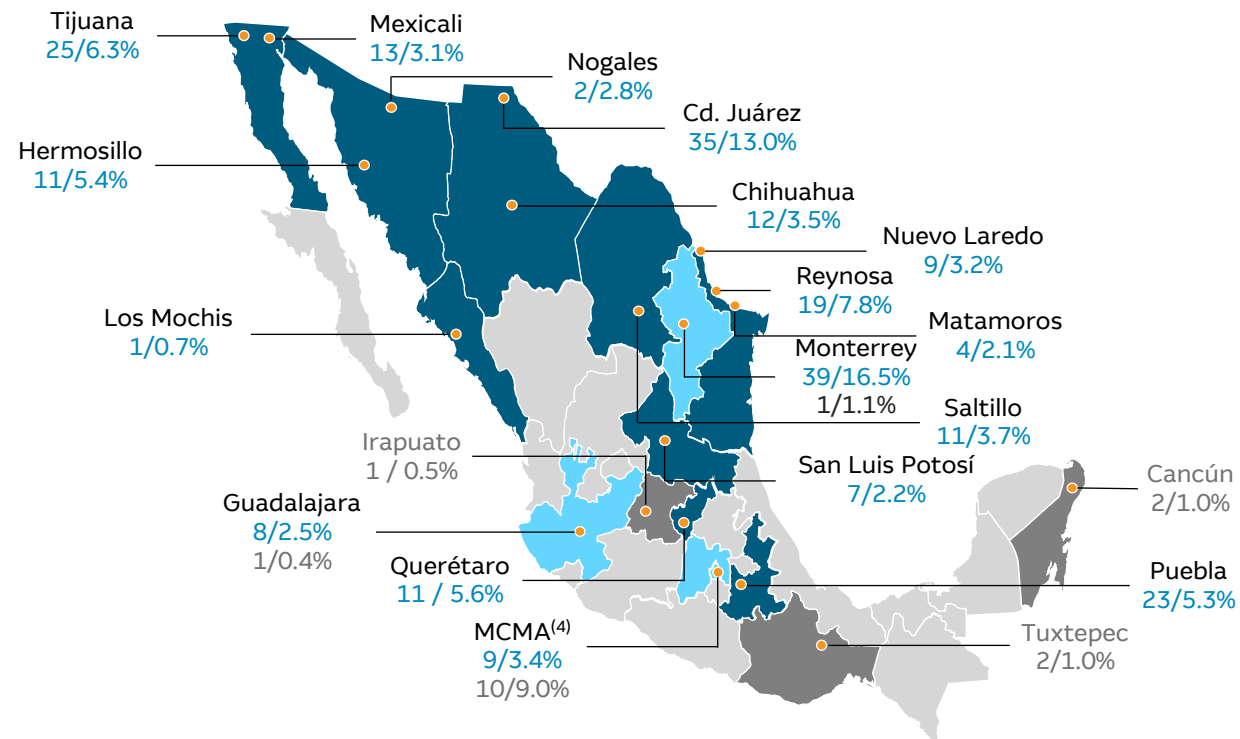 Tijuana
25/6.3%
Mexicali
13/3.1%
Nogales
2/2.8%
Cd. Juárez
35/13.0%
Hermosillo
11/5.4%
Chihuahua
12/3.5%
Nuevo Laredo
9/3.2%
Reynosa
19/7.8%
Los Mochis
1/0.7%
Matamoros
4/2.1%
Monterrey
39/16.5%
1/1.1%
Saltillo
11/3.7%
Irapuato
1 / 0.5%
San Luis Potosí
7/2.2%
Cancún
2/1.0%
Guadalajara
8/2.5%
1/0.4%
Querétaro
11 / 5.6%
Puebla
23/5.3%
MCMA(4)
9/3.4%
10/9.0%
Tuxtepec
2/1.0%